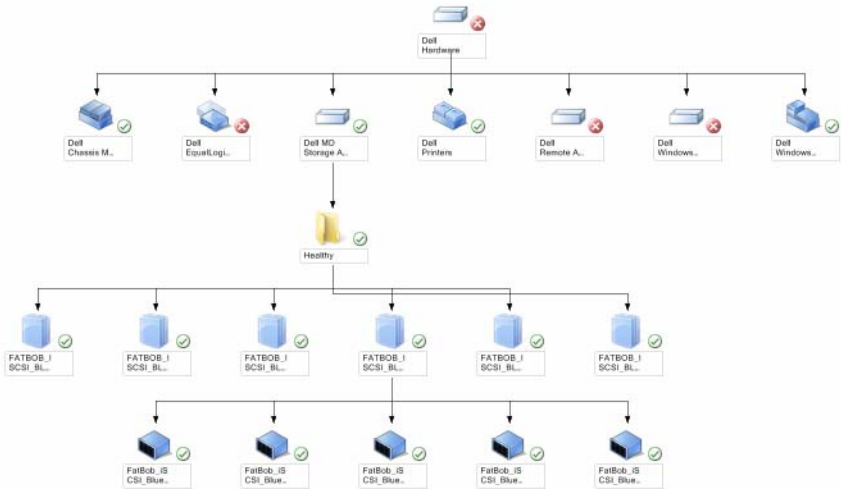 Dell
Hardware
Dell
Chassis M...
Dell
EqualLogi...
Dell MD
Storage A...
Dell
Printers
Dell
Remote A...
Dell
Windows...
Dell
Windows...
Healthy
FATBOB_I
SCSI_BL...
FATBOB_I
SCSI_BL...
FATBOB_I
SCSI_BL...
FATBOB_I
SCSI_BL...
FATBOB_I
SCSI_BL...
FATBOB_I
SCSI_BL...
FatBob_iS
CSI_Blue...
FatBob_iS
CSI_Blue...
FatBob_iS
CSI_Blue...
FatBob_iS
CSI_Blue...
FatBob_iS
CSI_Blue...